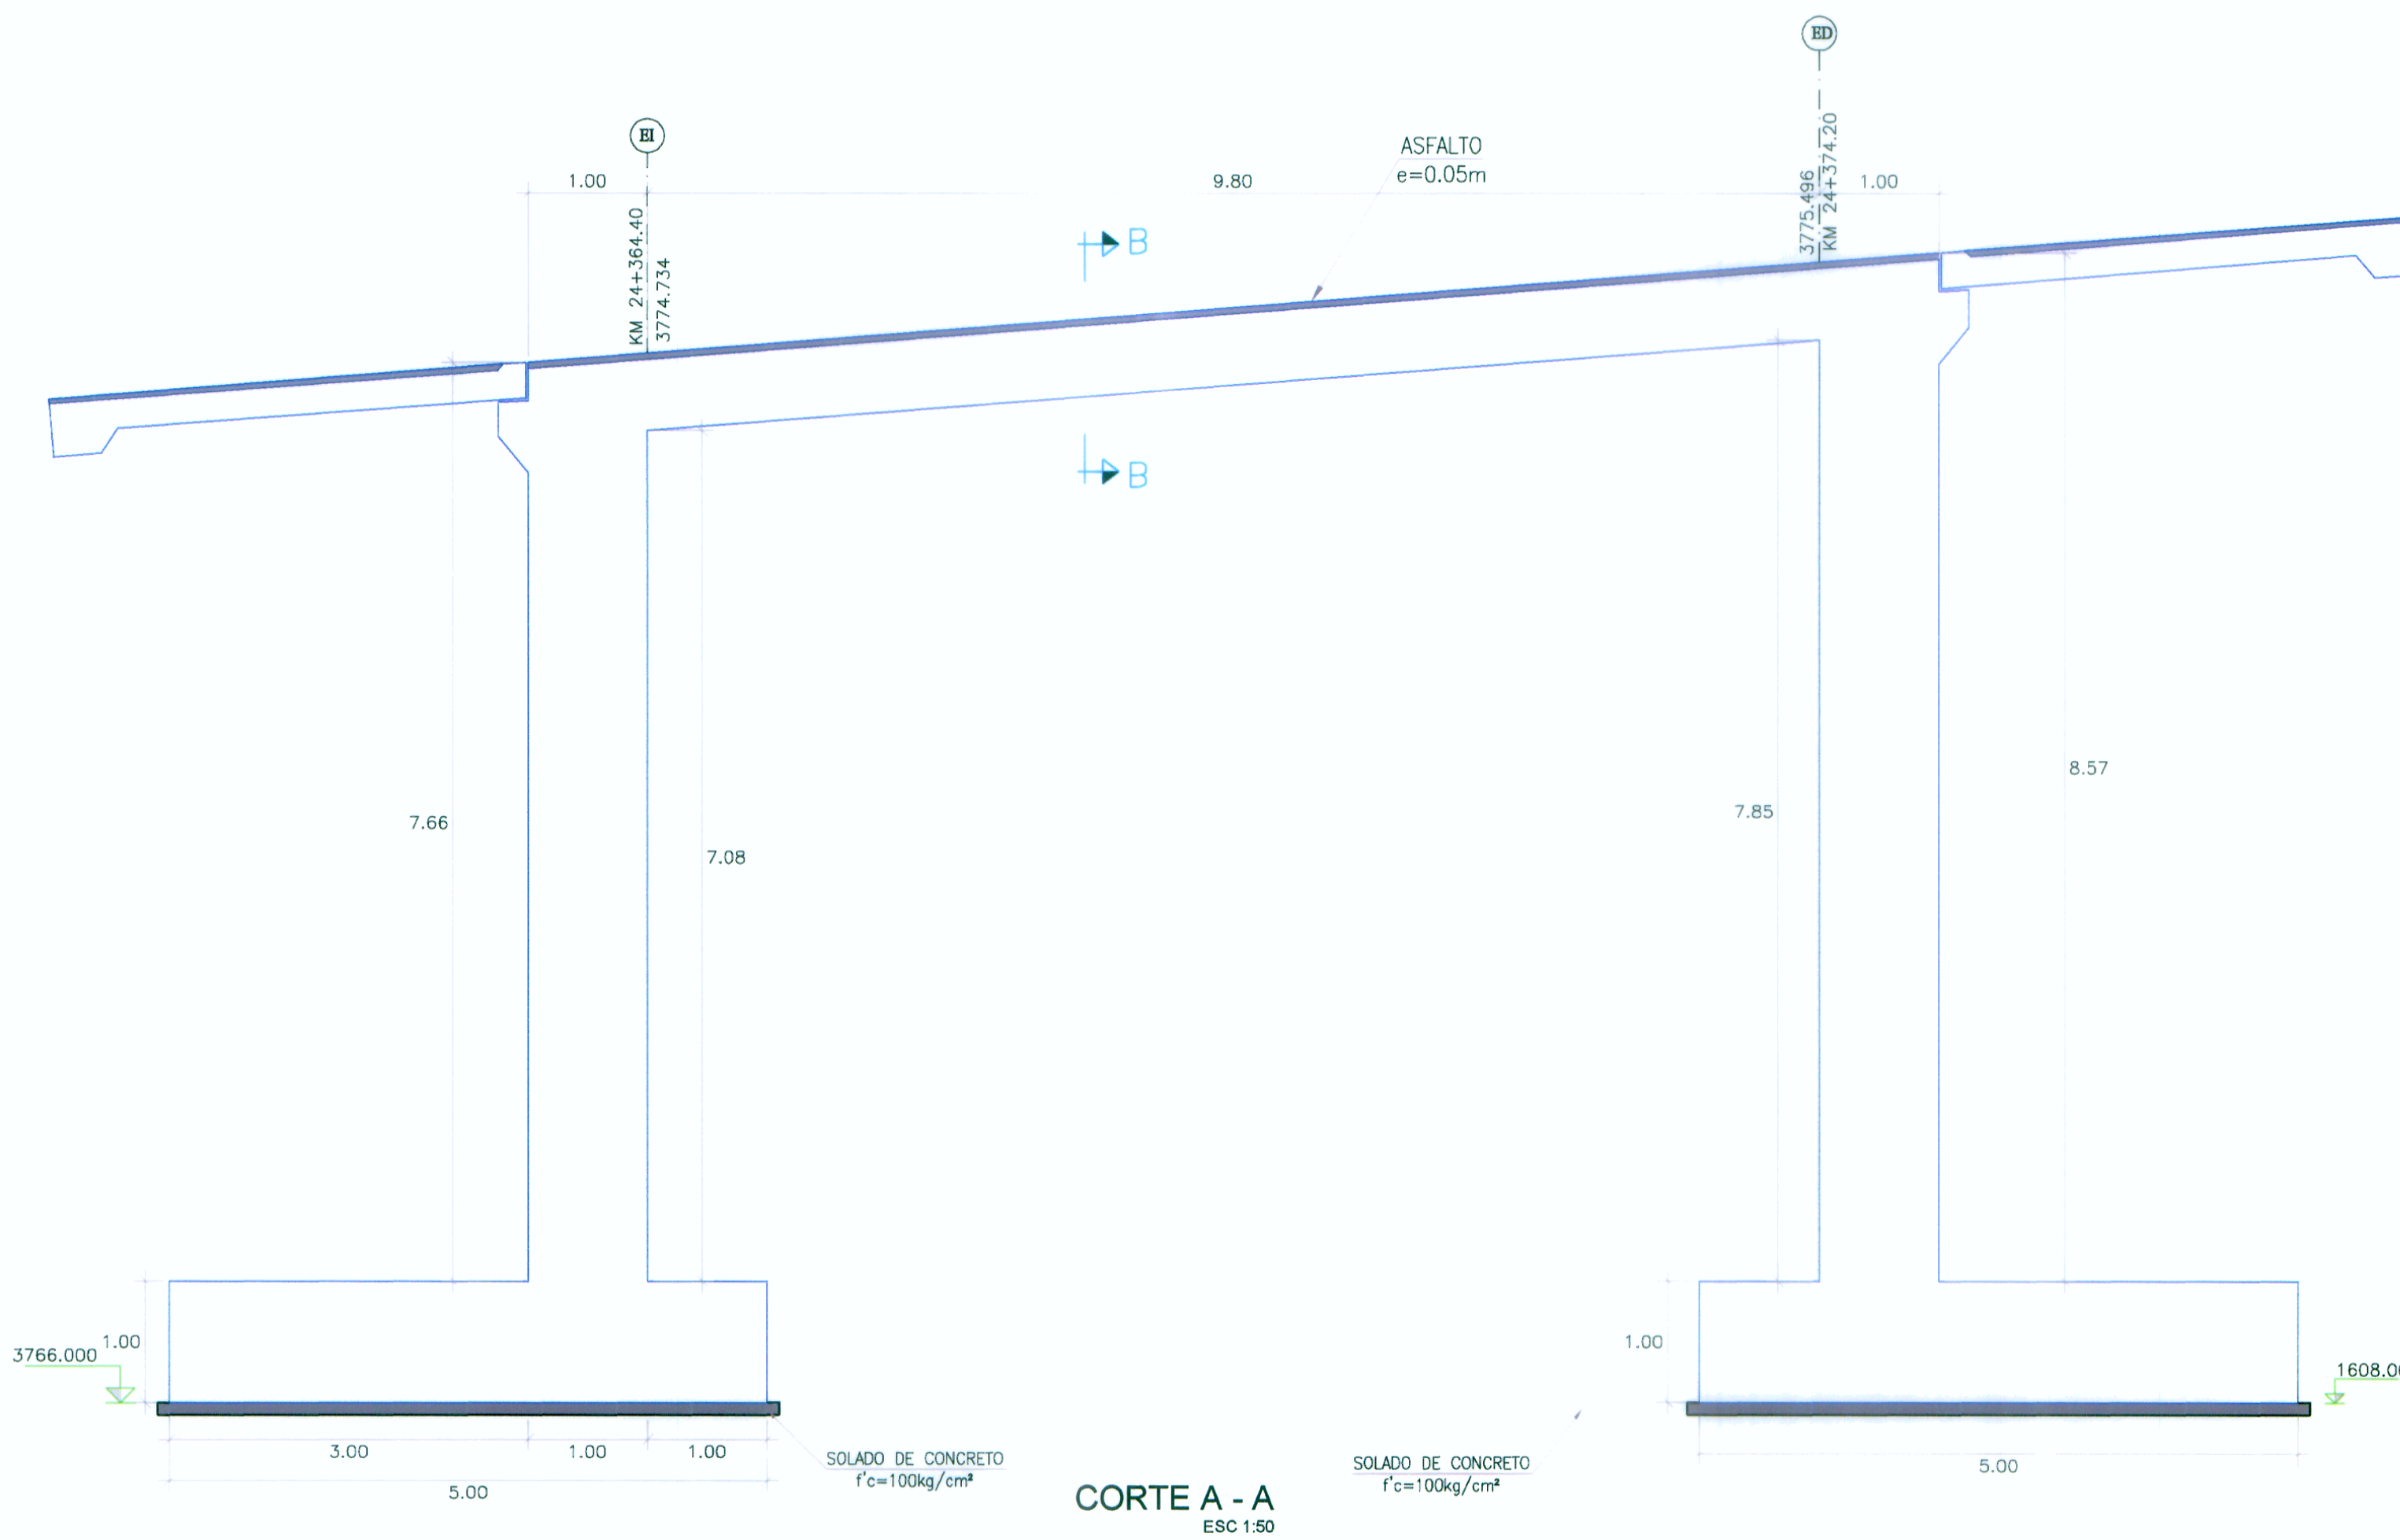 ED
EI
ASFALTO
e=0.05m
1.00
9.80
1.00
KM 24+364.40
3774.734
3775.496
KM 24+374.20
B
B
7.66
7.08
7.85
8.57
1.00
3766.000
1.00
3.00
1.00
1.00
5.00
SOLADO DE CONCRETO
f'c=100kg/cm²
SOLADO DE CONCRETO
f'c=100kg/cm²
5.00
CORTE A - A
ESC 1:50